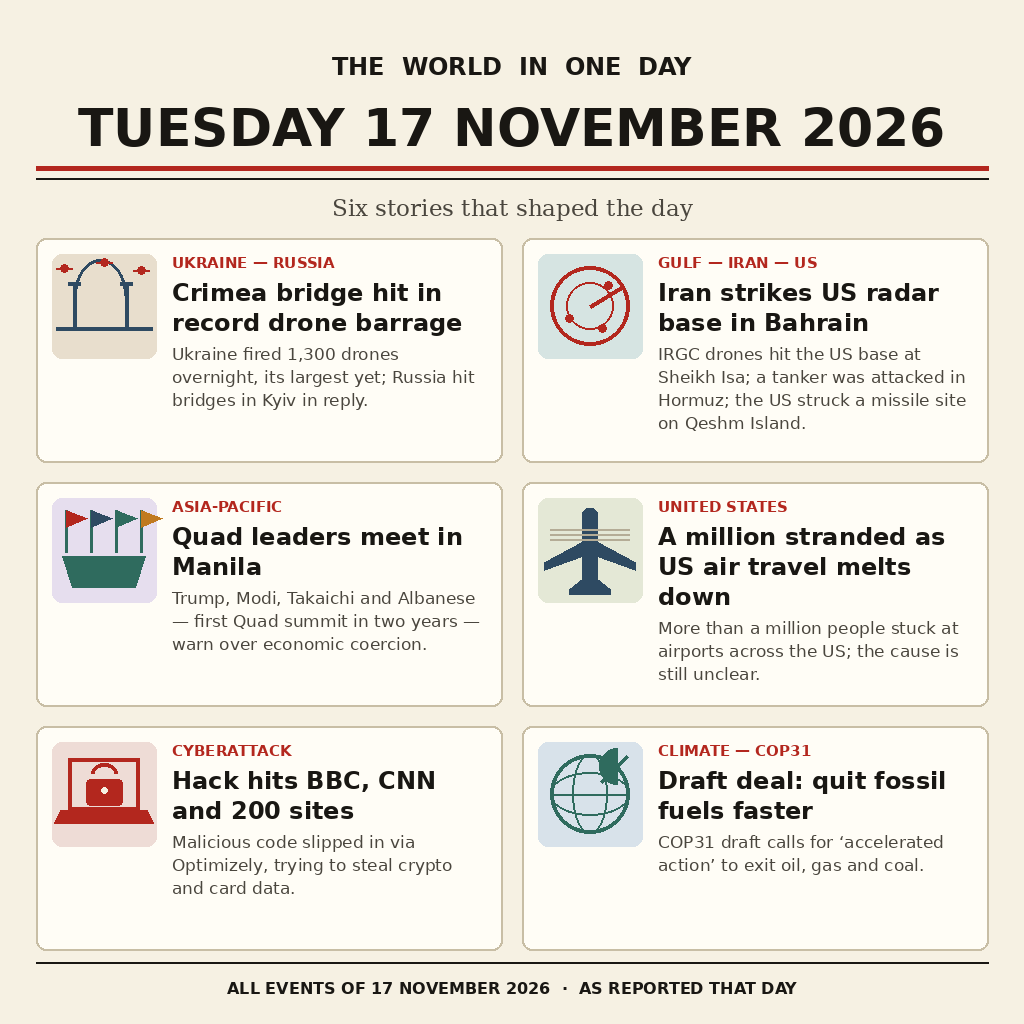 THE WORLD IN ONE DAY
TUESDAY 17 NOVEMBER 2026
Six stories that shaped the day
UKRAINE — RUSSIA
Crimea bridge hit in
record drone barrage
Ukraine fired 1,300 drones
overnight, its largest yet; Russia hit
bridges in Kyiv in reply.
GULF — IRAN — US
Iran strikes US radar
base in Bahrain
IRGC drones hit the US base at
Sheikh Isa; a tanker was attacked in
Hormuz; the US struck a missile site
on Qeshm Island.
ASIA-PACIFIC
Quad leaders meet in
Manila
Trump, Modi, Takaichi and Albanese
— first Quad summit in two years —
warn over economic coercion.
UNITED STATES
A million stranded as
US air travel melts
down
More than a million people stuck at
airports across the US; the cause is
still unclear.
CYBERATTACK
Hack hits BBC, CNN
and 200 sites
Malicious code slipped in via
Optimizely, trying to steal crypto
and card data.
CLIMATE — COP31
Draft deal: quit fossil
fuels faster
COP31 draft calls for ‘accelerated
action’ to exit oil, gas and coal.
ALL EVENTS OF 17 NOVEMBER 2026 · AS REPORTED THAT DAY